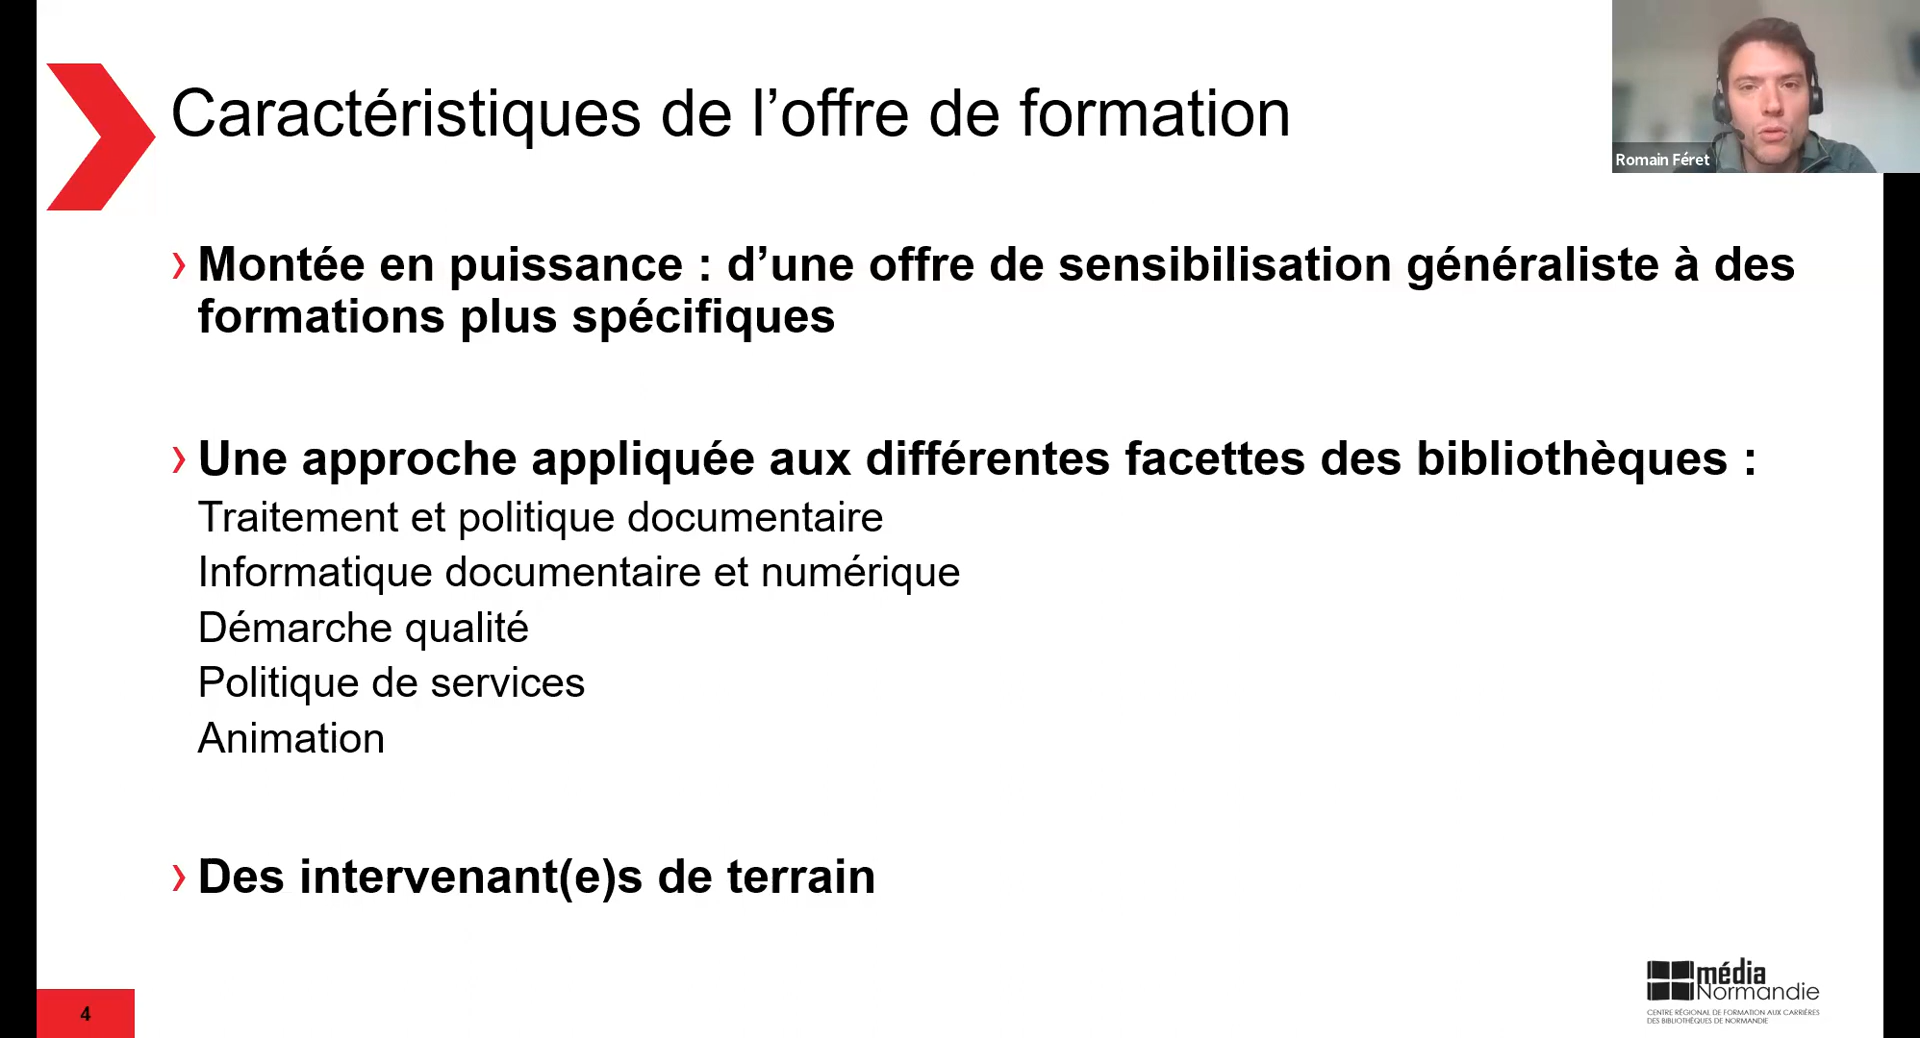 Caractéristiques de l’offre de formation
Romain Féret
› Montée en puissance : d’une offre de sensibilisation généraliste à des
formations plus spécifiques
› Une approche appliquée aux différentes facettes des bibliothèques :
Traitement et politique documentaire
Informatique documentaire et numérique
Démarche qualité
Politique de services
Animation
› Des intervenant(e)s de terrain
4
média
Normandie
CENTRE RÉGIONAL DE FORMATION AUX CARRIÈRES
DES BIBLIOTHÈQUES DE NORMANDIE